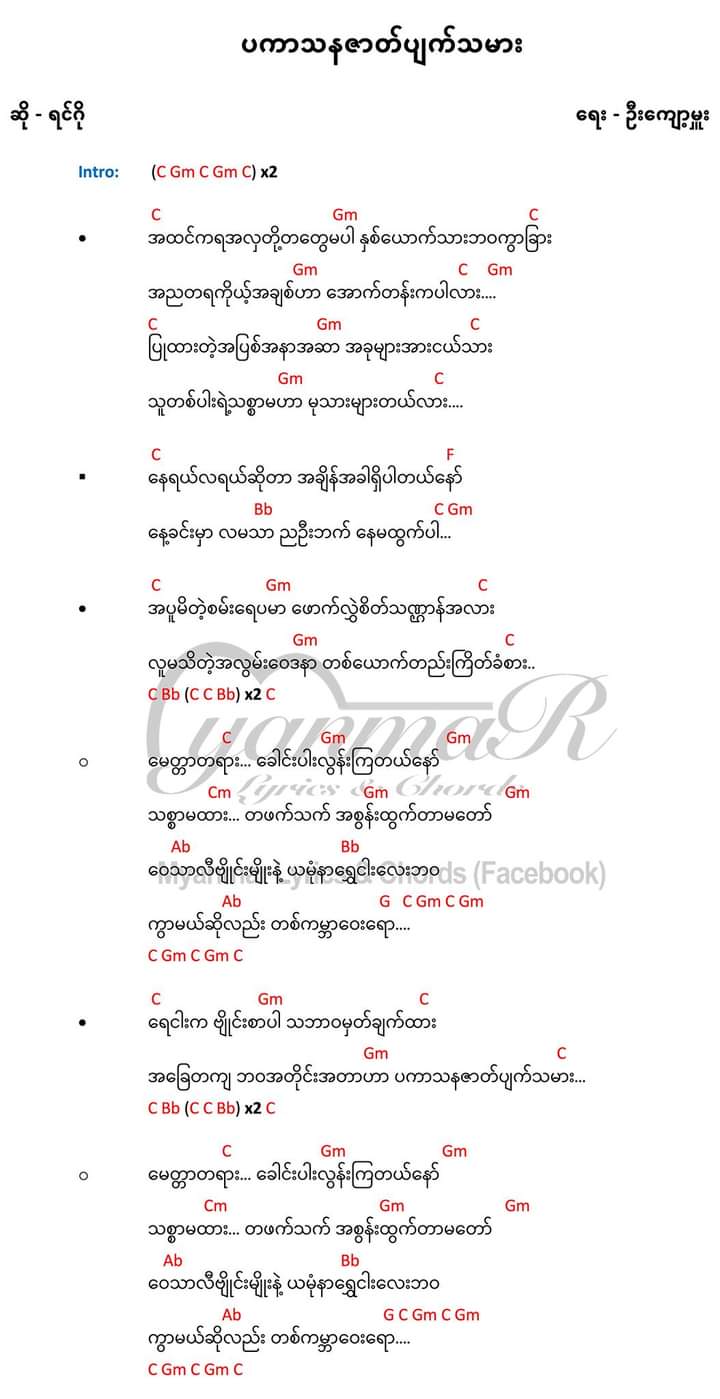 ပကာသနဇာတ်ပျက်သမား
ဆို - ရင်ဂို ရေး - ဦးကျော့မှူး
Intro: (C Gm C Gm C) x2
C Gm C
• အထင်ကရအလှတို့တတွေမပါ နှစ်ယောက်သားဘဝကွာခြား
Gm C Gm
အညတရကိုယ့်အချစ်ဟာ အောက်တန်းကပါလား....
C Gm C
ပြုထားတဲ့အပြစ်အနာအဆာ အခုများအားငယ်သား
Gm C
သူတစ်ပါးရဲ့သစ္စာမဟာ မုသားများတယ်လား....
C F
▪ နေရယ်လရယ်ဆိုတာ အချိန်အခါရှိပါတယ်နော်
Bb C Gm
နေ့ခင်းမှာ လမသာ ညဦးဘက် နေမထွက်ပါ...
C Gm C
• အပူမိတဲ့စမ်းရေပမာ ဖောက်လွှဲစိတ်သဏ္ဌာန်အလား
Gm C
လူမသိတဲ့အလွမ်းဝေဒနာ တစ်ယောက်တည်းကြိတ်ခံစား..
C Bb (C C Bb) x2 C
C Gm Gm
○ မေတ္တာတရား... ခေါင်းပါးလွန်းကြတယ်နော်
Cm Gm Gm
သစ္စာမထား... တဖက်သက် အစွန်းထွက်တာမတော်
Ab Bb
ဝေသာလီဗျိုင်းမျိုးနဲ့ ယမုံနာရွှေငါးလေးဘဝ
Ab G C Gm C Gm
ကွာမယ်ဆိုလည်း တစ်ကမ္ဘာဝေးရော....
C Gm C Gm C
C Gm C
• ရေငါးက ဗျိုင်းစာပါ သဘာဝမှတ်ချက်ထား
Gm C
အခြေတကျ ဘဝအတိုင်းအတာဟာ ပကာသနဇာတ်ပျက်သမား...
C Bb (C C Bb) x2 C
C Gm Gm
○ မေတ္တာတရား... ခေါင်းပါးလွန်းကြတယ်နော်
Cm Gm Gm
သစ္စာမထား... တဖက်သက် အစွန်းထွက်တာမတော်
Ab Bb
ဝေသာလီဗျိုင်းမျိုးနဲ့ ယမုံနာရွှေငါးလေးဘဝ
Ab G C Gm C Gm
ကွာမယ်ဆိုလည်း တစ်ကမ္ဘာဝေးရော....
C Gm C Gm C
MyanmaR
Lyrics & Chords
Myanmar Lyrics & Chords (Facebook)